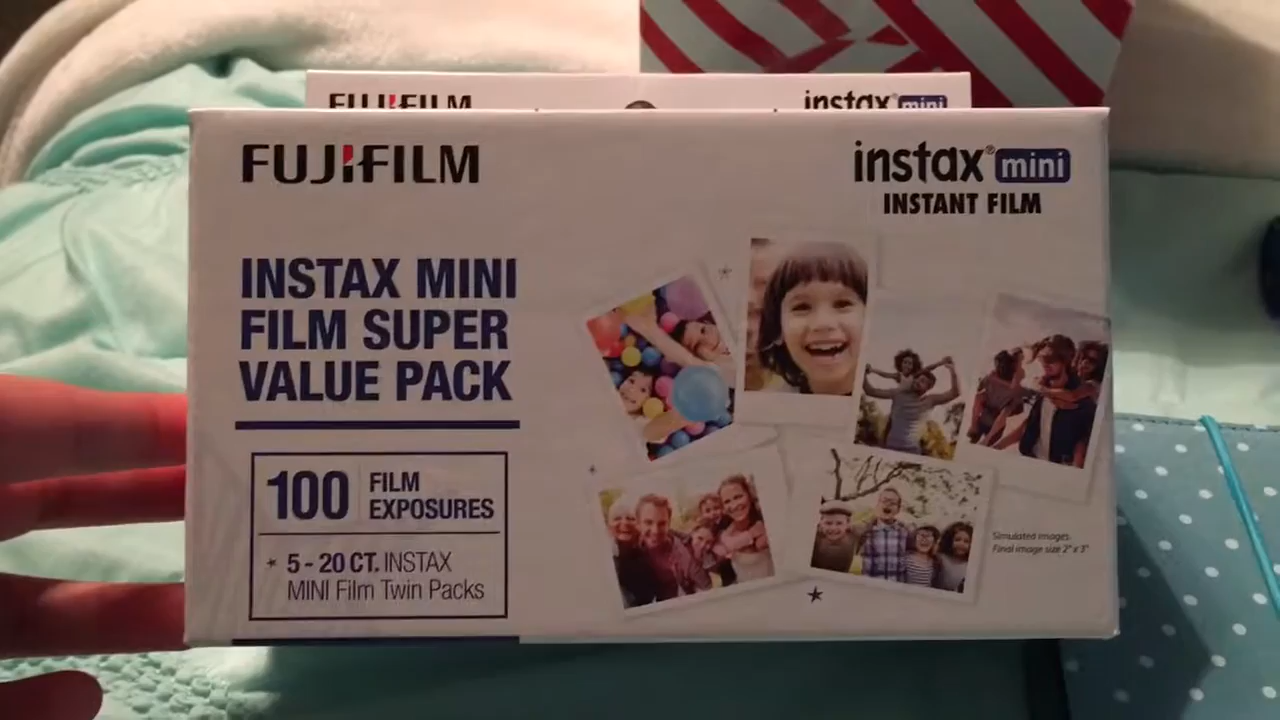 FUJIFILM
instax mini
FUJIFILM
instax® mini
INSTANT FILM
INSTAX MINI
FILM SUPER
VALUE PACK
100 FILM
EXPOSURES
5 - 20 CT. INSTAX
MINI Film Twin Packs
Simulated images.
Final image size 2" x 3"